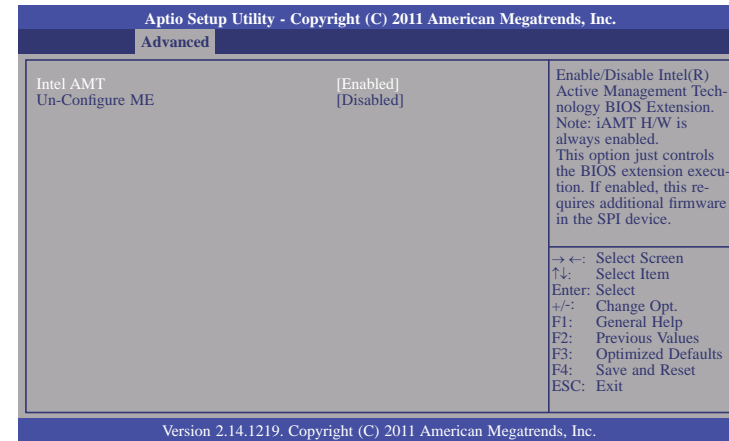 Aptio Setup Utility - Copyright (C) 2011 American Megatrends, Inc.
Advanced
Intel AMT [Enabled]
Un-Configure ME [Disabled]
Enable/Disable Intel(R)
Active Management Tech-
nology BIOS Extension.
Note: iAMT H/W is
always enabled.
This option just controls
the BIOS extension execu-
tion. If enabled, this re-
quires additional firmware
in the SPI device.
→←: Select Screen
↑↓: Select Item
Enter: Select
+/-: Change Opt.
F1: General Help
F2: Previous Values
F3: Optimized Defaults
F4: Save and Reset
ESC: Exit
Version 2.14.1219. Copyright (C) 2011 American Megatrends, Inc.